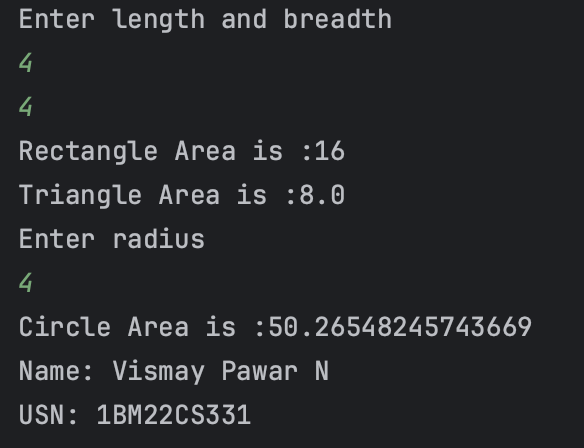 Enter length and breadth
4
4
Rectangle Area is :16
Triangle Area is :8.0
Enter radius
4
Circle Area is :50.26548245743669
Name: Vismay Pawar N
USN: 1BM22CS331